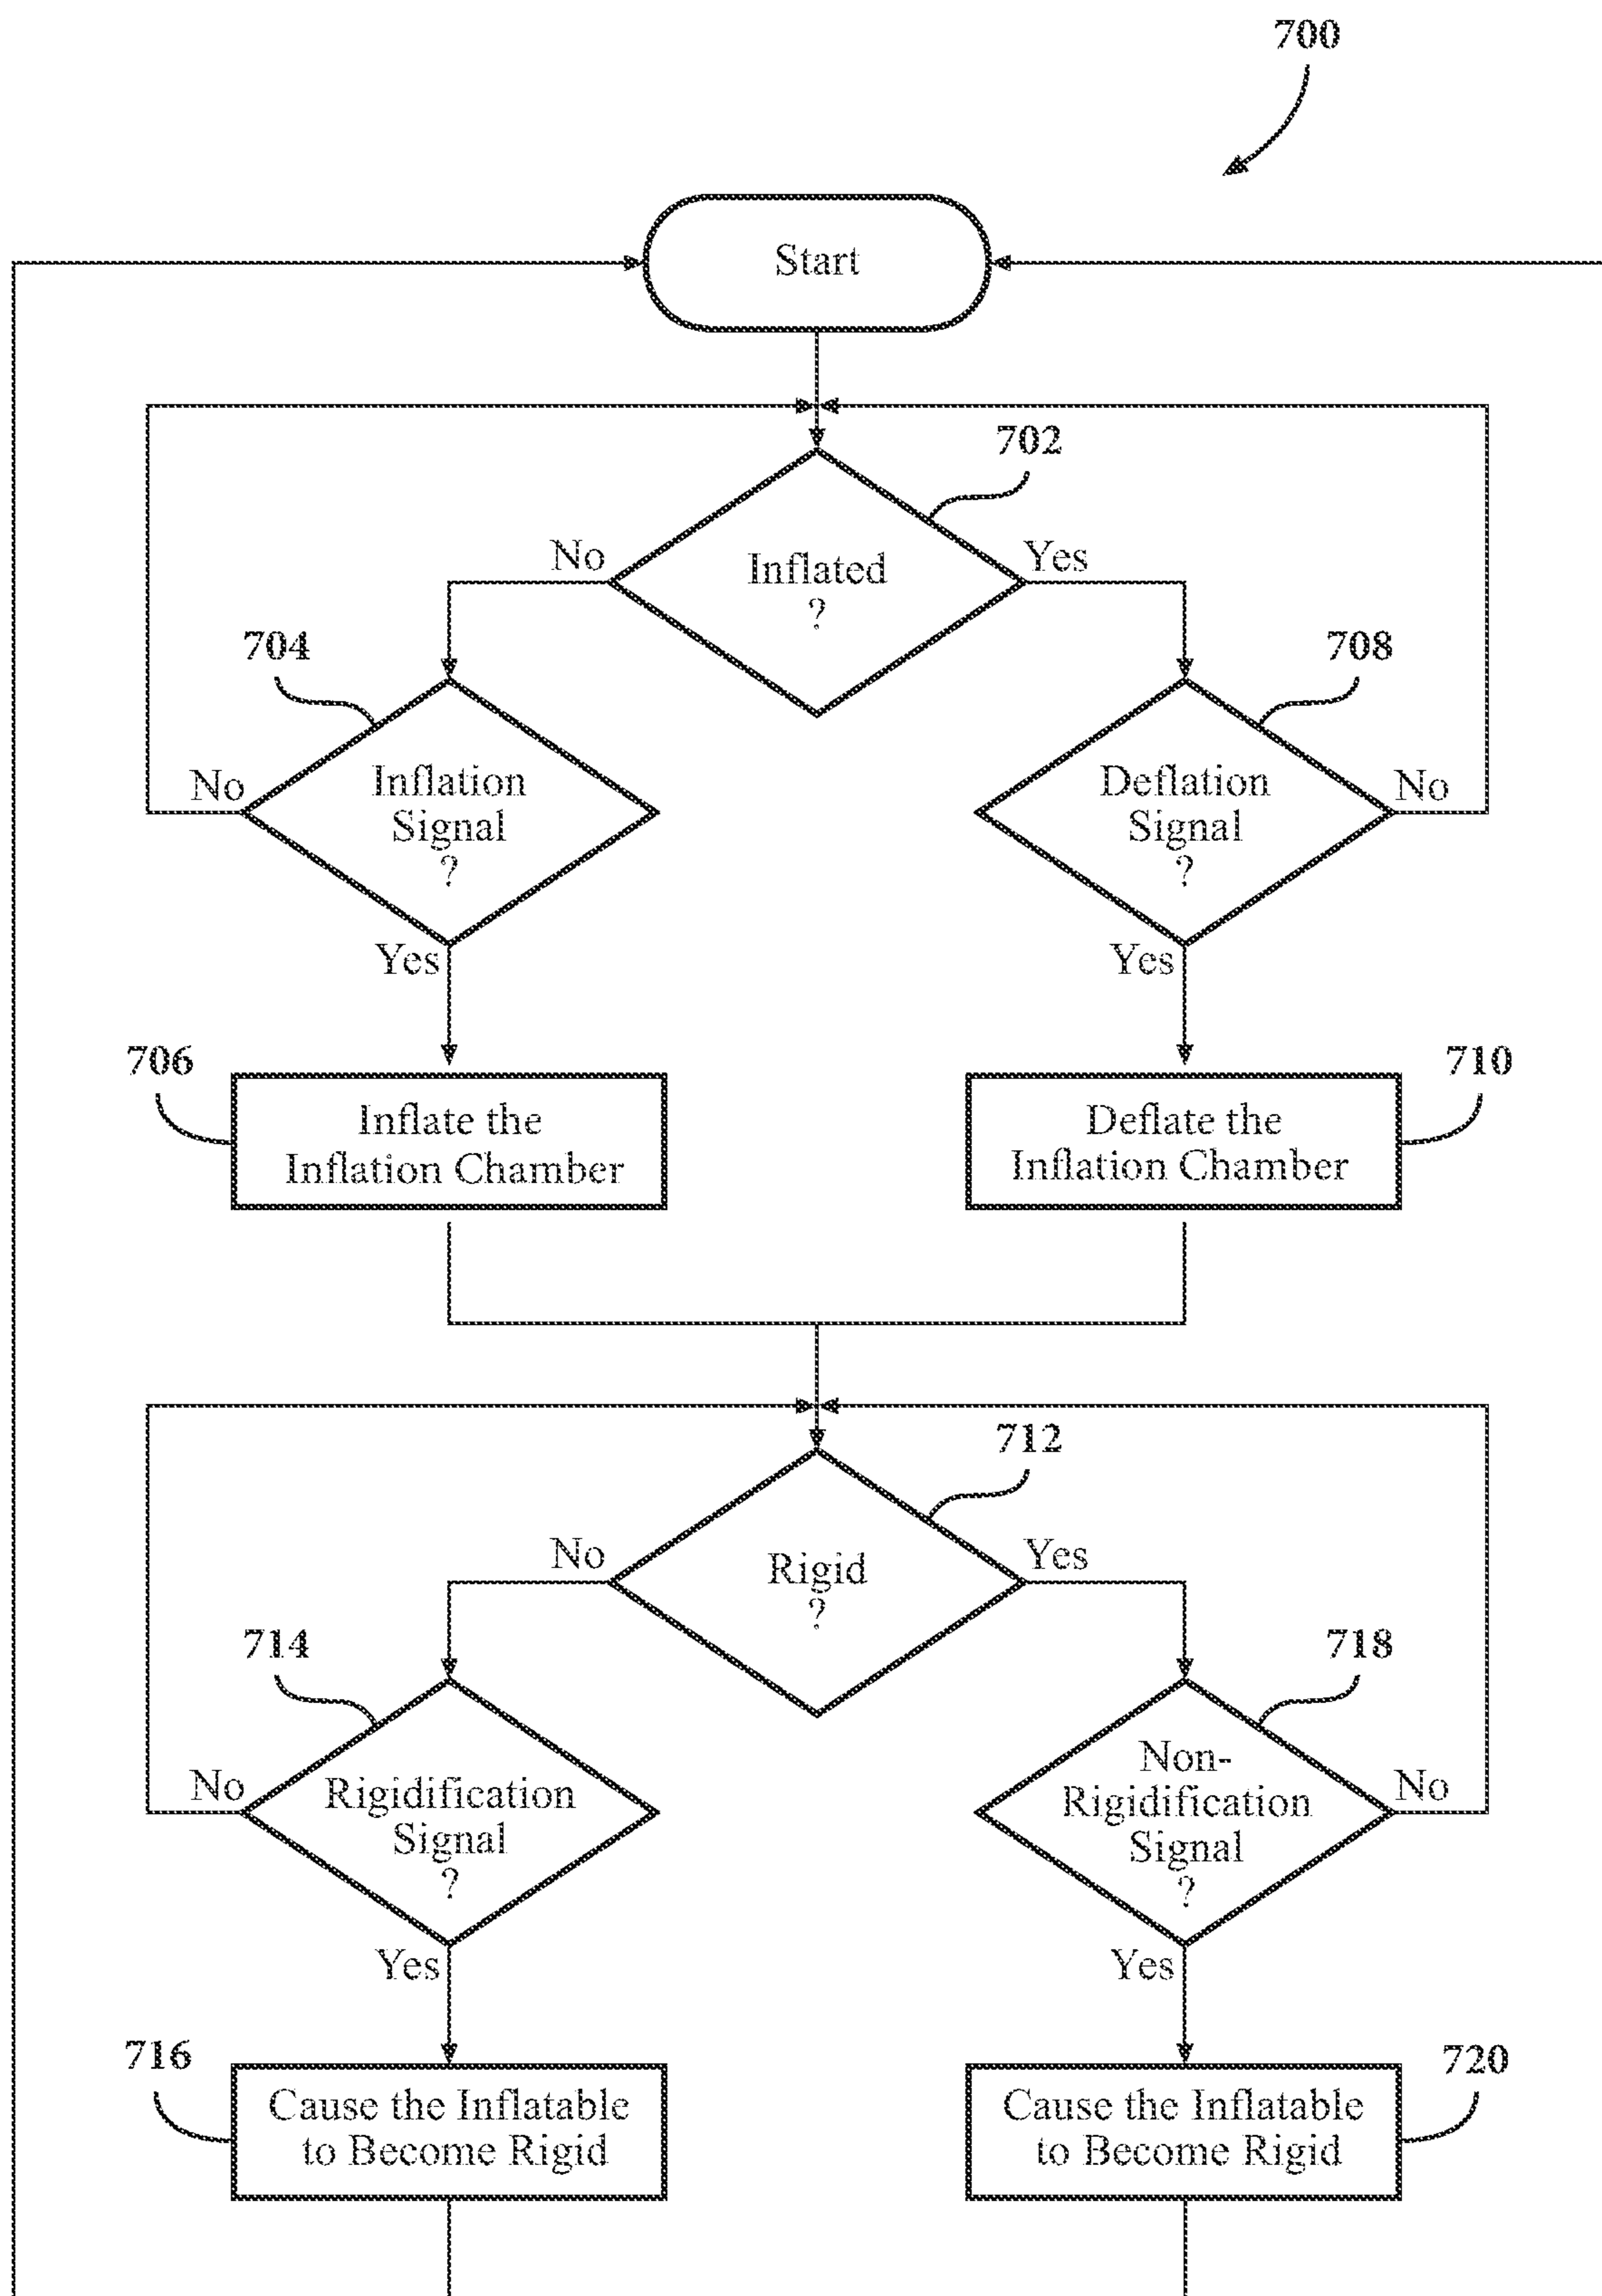 700
Start
702
No
Inflated
?
Yes
704
708
No
Inflation
Signal
?
Deflation
Signal
?
No
Yes
Yes
706
Inflate the
Inflation Chamber
Deflate the
Inflation Chamber
710
712
No
Rigid
?
Yes
714
718
No
Rigidification
Signal
?
Non-
Rigidification
Signal
?
No
Yes
Yes
716
Cause the Inflatable
to Become Rigid
Cause the Inflatable
to Become Rigid
720